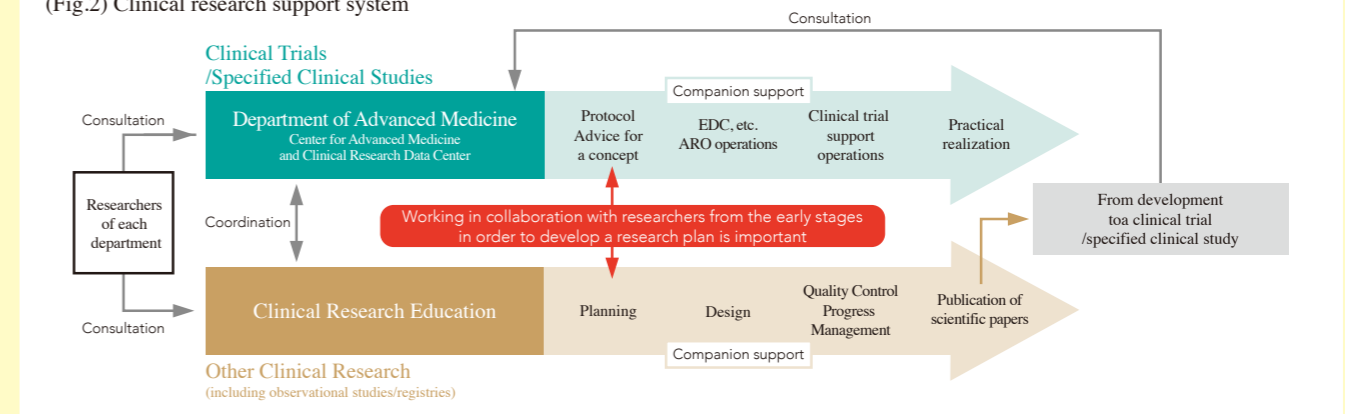 (Fig.2) Clinical research support system
Consultation
Clinical Trials
/Specified Clinical Studies
Companion support
Consultation
Department of Advanced Medicine
Center for Advanced Medicine
and Clinical Research Data Center
Protocol
Advice for
a concept
EDC, etc.
ARO operations
Clinical trial
support
operations
Practical
realization
Researchers
of each
department
Coordination
Working in collaboration with researchers from the early stages
in order to develop a research plan is important
From development
toa clinical trial
/specified clinical study
Clinical Research Education
Planning
Design
Quality Control
Progress
Management
Publication of
scientific papers
Consultation
Companion support
Other Clinical Research
(including observational studies/registries)